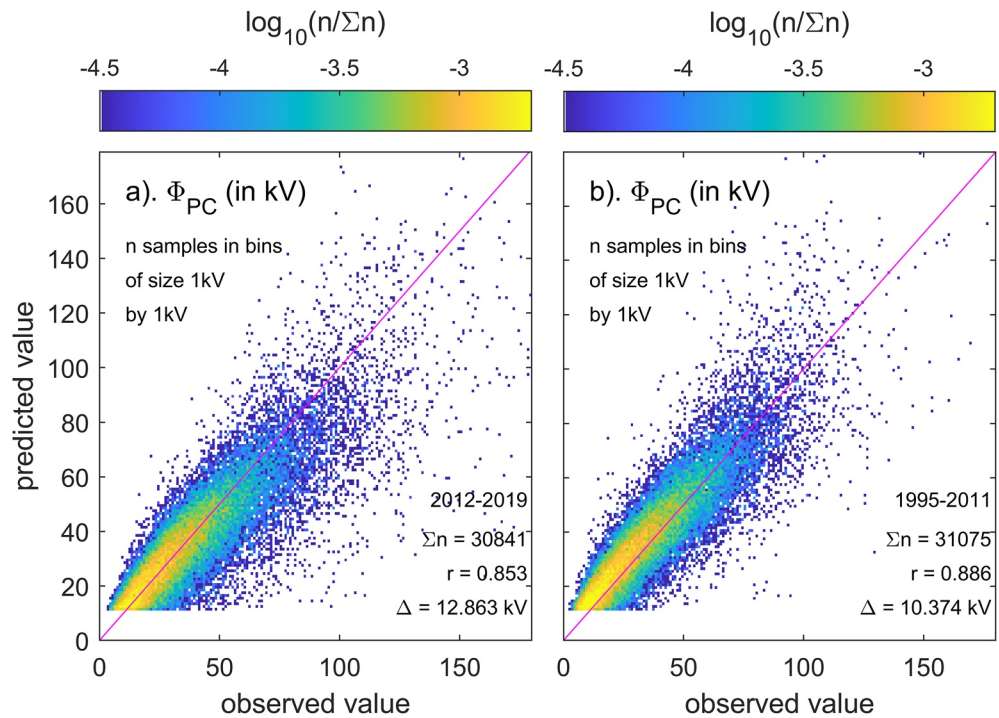 log10(n/Σn)
-4.5 -4 -3.5 -3
a). ΦPC (in kV)
n samples in bins
of size 1kV
by 1kV
2012-2019
Σn = 30841
r = 0.853
Δ = 12.863 kV
160
140
120
100
80
60
40
20
0
predicted value
0 50 100 150
observed value
log10(n/Σn)
-4.5 -4 -3.5 -3
b). ΦPC (in kV)
n samples in bins
of size 1kV
by 1kV
1995-2011
Σn = 31075
r = 0.886
Δ = 10.374 kV
0 50 100 150
observed value